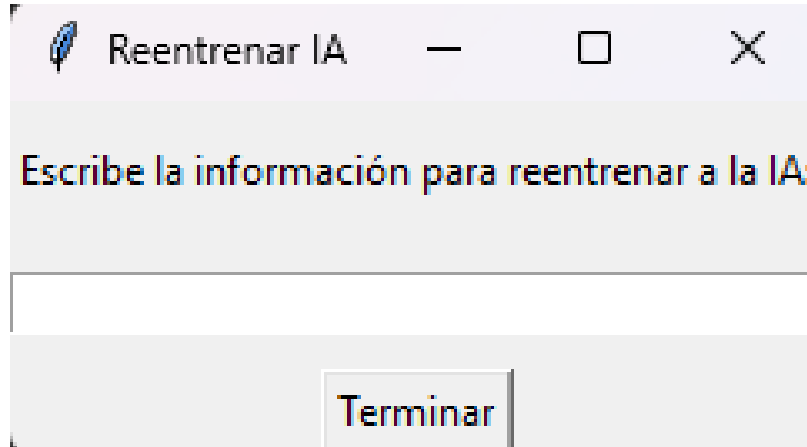 Reentrenar IA
Escribe la información para reentrenar a la IA:
Terminar